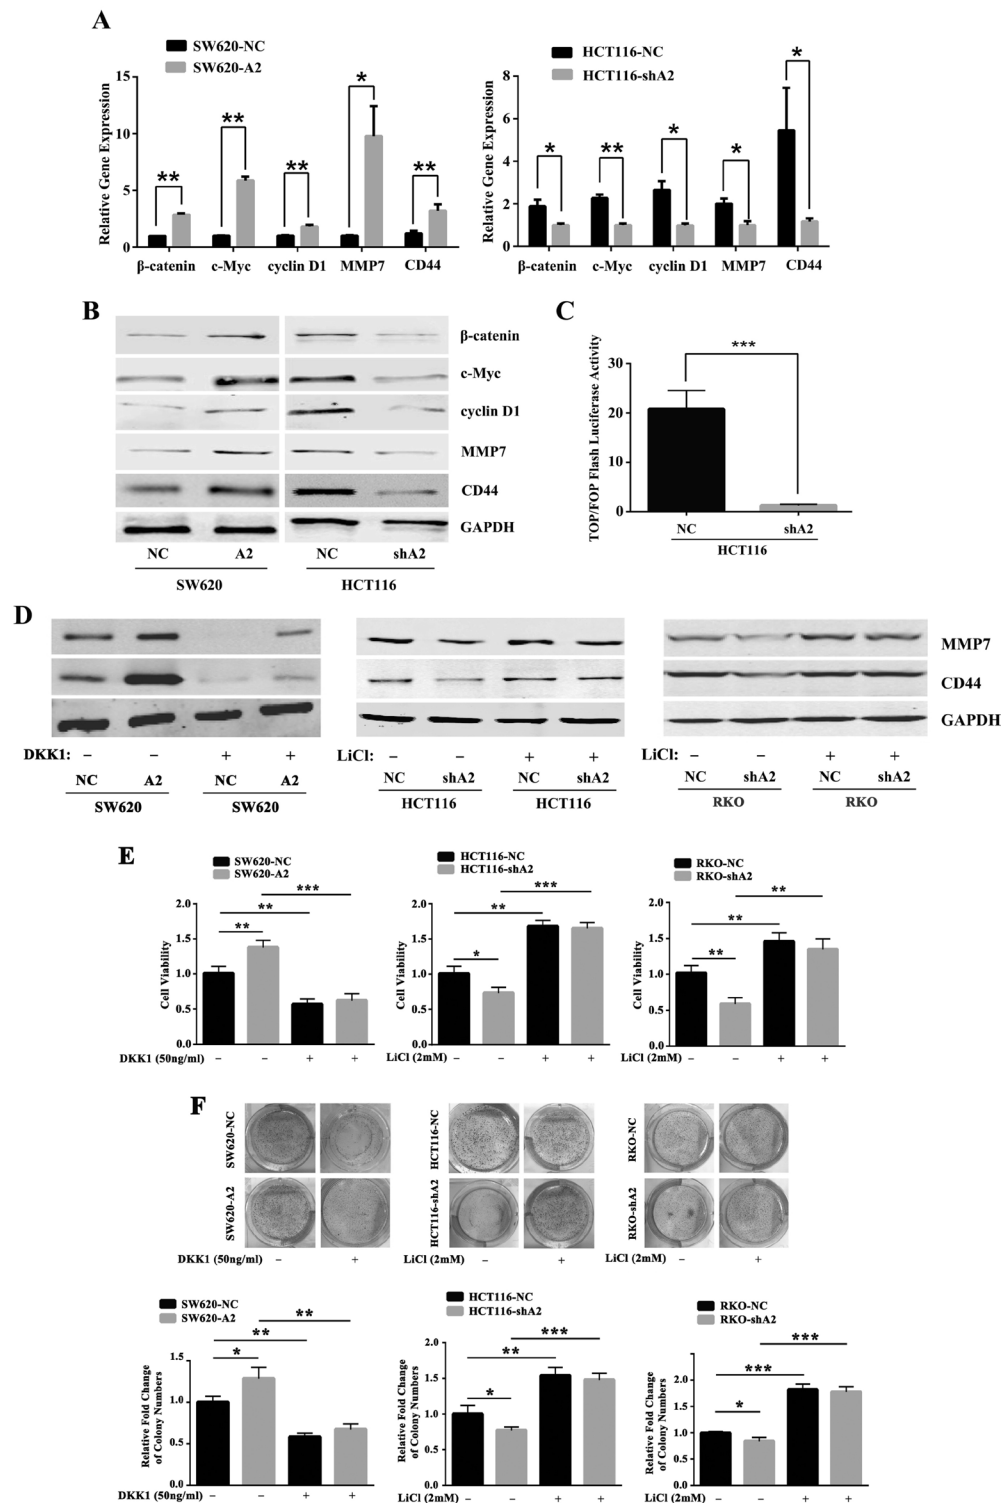 A
SW620-NC
SW620-A2
Relative Gene Expression
15
10
5
0
**
**
**
*
**
β-catenin
c-Myc
cyclin D1
MMP7
CD44
HCT116-NC
HCT116-shA2
Relative Gene Expression
8
6
4
2
0
*
**
*
*
*
β-catenin
c-Myc
cyclin D1
MMP7
CD44
B
β-catenin
c-Myc
cyclin D1
MMP7
CD44
GAPDH
NC A2 NC shA2
SW620 HCT116
C
TOP/FOP Flash Luciferase Activity
30
20
10
0
***
NC shA2
HCT116
D
MMP7
CD44
GAPDH
DKK1: − − + +
NC A2 NC A2
SW620 SW620
LiCl: − − + +
NC shA2 NC shA2
HCT116 HCT116
LiCl: − − + +
NC shA2 NC shA2
RKO RKO
E
SW620-NC
SW620-A2
Cell Viability
2.0
1.5
1.0
0.5
0.0
***
**
**
DKK1 (50ng/ml) − − + +
HCT116-NC
HCT116-shA2
Cell Viability
2.0
1.5
1.0
0.5
0.0
***
**
*
LiCl (2mM) − − + +
RKO-NC
RKO-shA2
Cell Viability
2.0
1.5
1.0
0.5
0.0
**
**
**
LiCl (2mM) − − + +
F
SW620-NC
SW620-A2
DKK1 (50ng/ml) − +
HCT116-NC
HCT116-shA2
LiCl (2mM) − +
RKO-NC
RKO-shA2
LiCl (2mM) − +
SW620-NC
SW620-A2
Relative Fold Change
of Colony Numbers
1.5
1.0
0.5
0.0
**
**
*
DKK1 (50ng/ml) − − + +
HCT116-NC
HCT116-shA2
Relative Fold Change
of Colony Numbers
2.0
1.5
1.0
0.5
0.0
***
**
*
LiCl (2mM) − − + +
RKO-NC
RKO-shA2
Relative Fold Change
of Colony Numbers
2.0
1.5
1.0
0.5
0.0
***
***
*
LiCl (2mM) − − + +